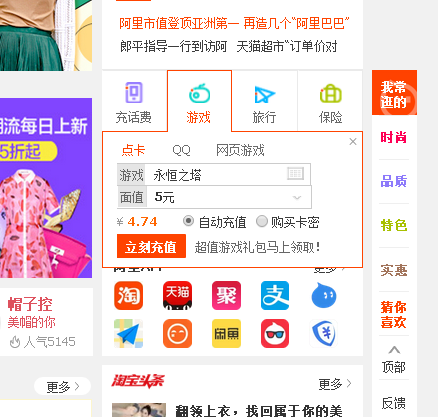 阿里市值登顶亚洲第一 再造几个"阿里巴巴"
郎平指导一行到访阿 天猫超市"订单价对
潮流每日上新
5折起
充话费
游戏
旅行
保险
点卡 QQ 网页游戏
游戏 永恒之塔
面值 5元
¥ 4.74 自动充值 购买卡密
立刻充值 超值游戏礼包马上领取!
阿里APP 更多
淘
天猫
聚
支
闲鱼
帽子控
美帽的你
人气5145
更多
淘宝头条 更多
翻领上衣，找回属于你的美
我常
逛的
时尚
品质
特色
实惠
猜你
喜欢
顶部
反馈